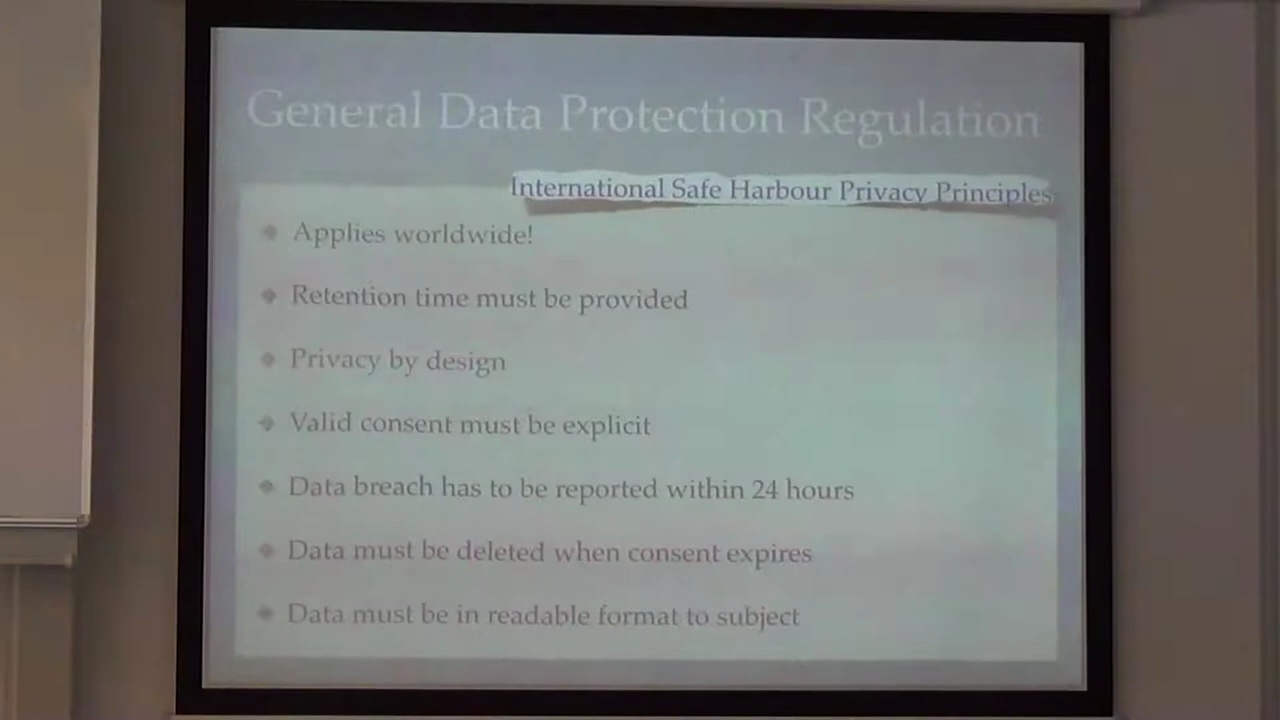 General Data Protection Regulation
International Safe Harbour Privacy Principles
Applies worldwide!
Retention time must be provided
Privacy by design
Valid consent must be explicit
Data breach has to be reported within 24 hours
Data must be deleted when consent expires
Data must be in readable format to subject